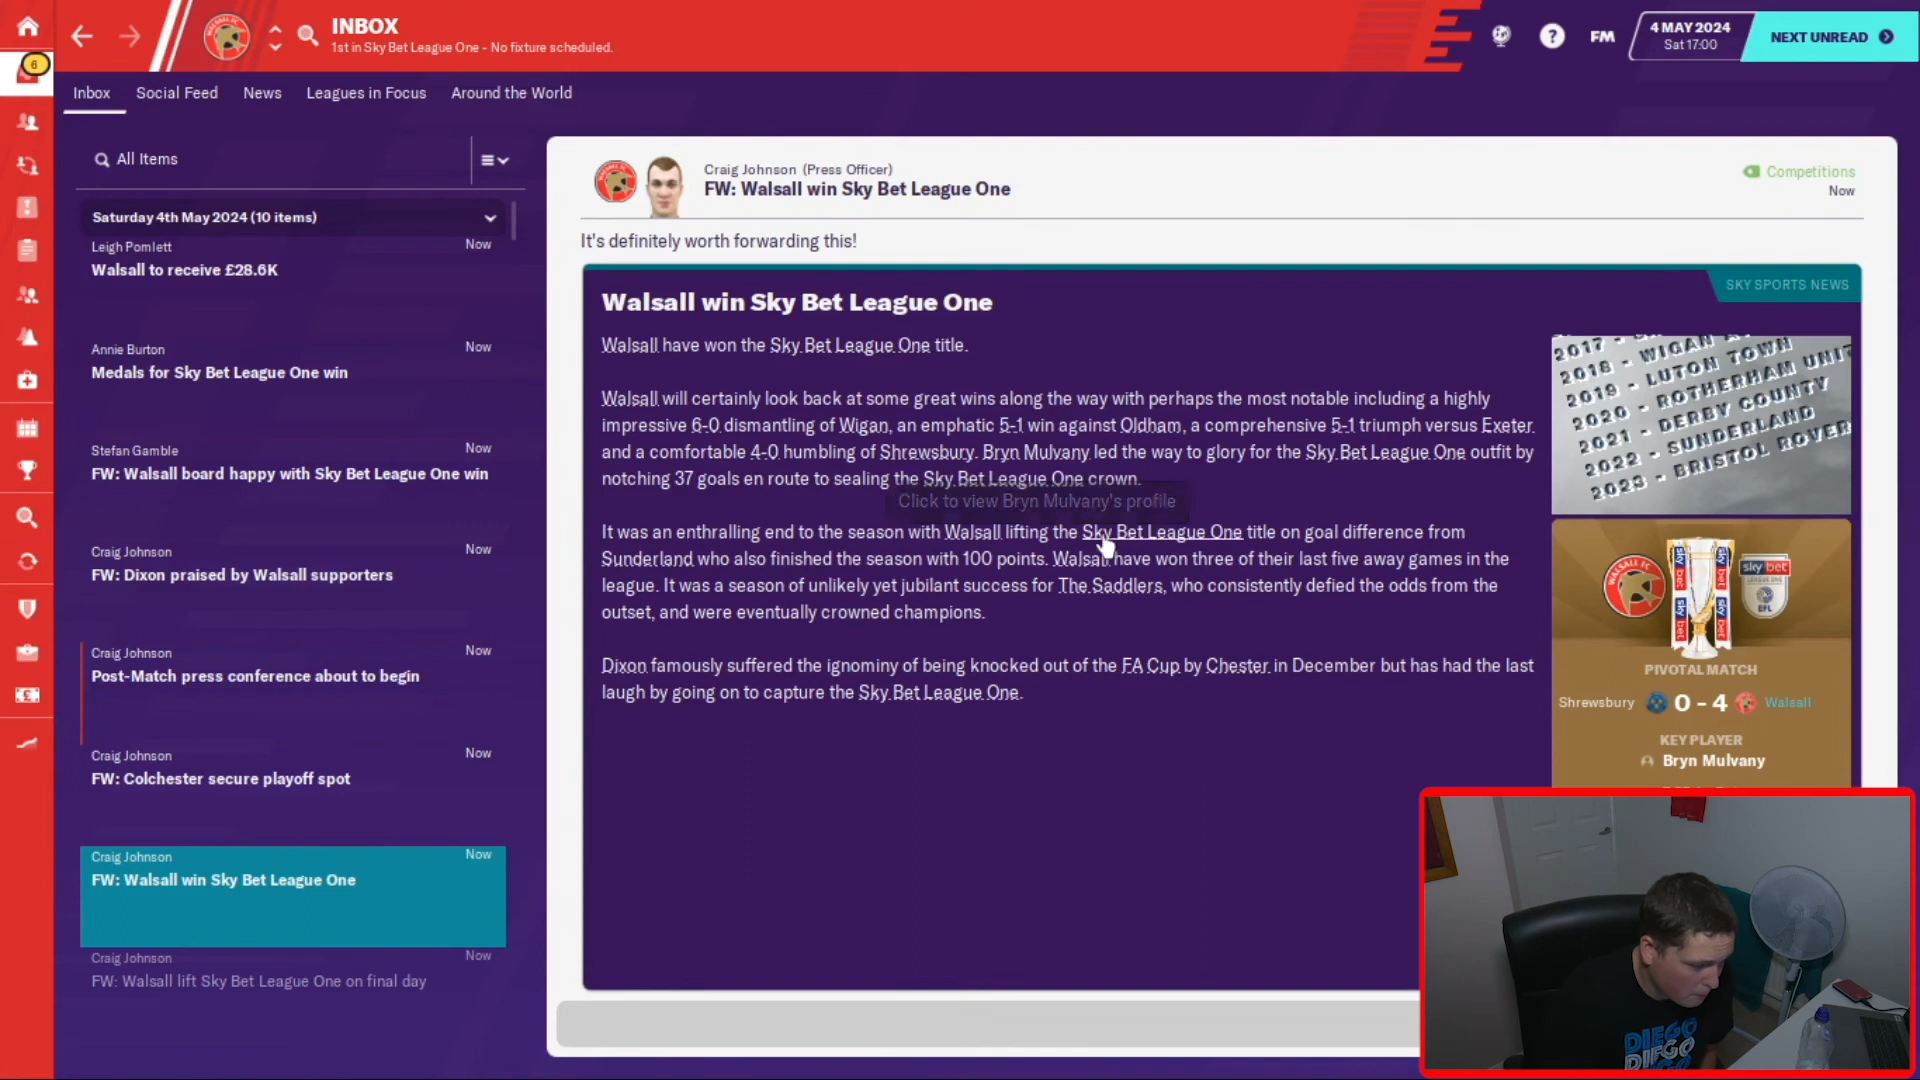 INBOX
1st in Sky Bet League One - No fixture scheduled.
FM
4 MAY 2024
Sat 17:00
NEXT UNREAD
6
Inbox
Social Feed
News
Leagues in Focus
Around the World
All Items
Saturday 4th May 2024 (10 items)
Leigh Pomlett
Now
Walsall to receive £28.6K
Annie Burton
Now
Medals for Sky Bet League One win
Stefan Gamble
Now
FW: Walsall board happy with Sky Bet League One win
Craig Johnson
Now
FW: Dixon praised by Walsall supporters
Craig Johnson
Now
Post-Match press conference about to begin
Craig Johnson
Now
FW: Colchester secure playoff spot
Craig Johnson
Now
FW: Walsall win Sky Bet League One
Craig Johnson
Now
FW: Walsall lift Sky Bet League One on final day
Craig Johnson (Press Officer)
FW: Walsall win Sky Bet League One
Competitions
Now
It's definitely worth forwarding this!
SKY SPORTS NEWS
Walsall win Sky Bet League One
Walsall have won the Sky Bet League One title.
Walsall will certainly look back at some great wins along the way with perhaps the most notable including a highly
impressive 6-0 dismantling of Wigan, an emphatic 5-1 win against Oldham, a comprehensive 5-1 triumph versus Exeter
and a comfortable 4-0 humbling of Shrewsbury. Bryn Mulvany led the way to glory for the Sky Bet League One outfit by
notching 37 goals en route to sealing the Sky Bet League One crown.
Click to view Bryn Mulvany's profile
It was an enthralling end to the season with Walsall lifting the Sky Bet League One title on goal difference from
Sunderland who also finished the season with 100 points. Walsall have won three of their last five away games in the
league. It was a season of unlikely yet jubilant success for The Saddlers, who consistently defied the odds from the
outset, and were eventually crowned champions.
Dixon famously suffered the ignominy of being knocked out of the FA Cup by Chester in December but has had the last
laugh by going on to capture the Sky Bet League One.
2018 - WIGAN
2018 - LUTON TOWN
2019 - ROTHERHAM UNIT
2020 - DERBY COUNTY
2021 - SUNDERLAND
2022 - BRISTOL ROVER
2023 -
WALSALL FC
sky bet
sky bet
sky bet
EFL
PIVOTAL MATCH
Shrewsbury 0 - 4 Walsall
KEY PLAYER
Bryn Mulvany
DIEGO
DIEGO